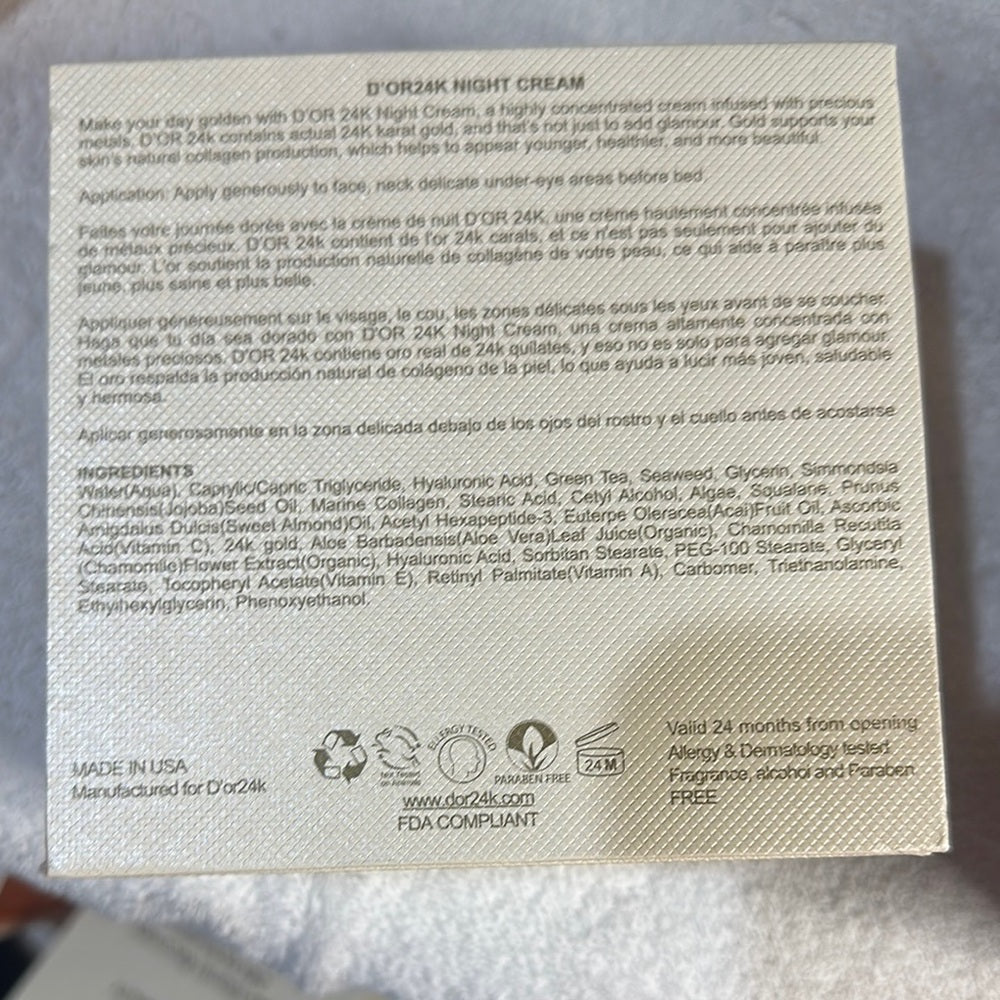 D'OR24K NIGHT CREAM
Make your day golden with D'OR 24K Night Cream, a highly concentrated cream infused with precious
metals. D'OR 24k contains actual 24K karat gold, and that's not just to add glamour. Gold supports your
skin's natural collagen production, which helps to appear younger, healthier, and more beautiful.
Application: Apply generously to face, neck delicate under-eye areas before bed.
Faites votre journée dorée avec la crème de nuit D'OR 24K, une crème hautement concentrée infusée
de métaux précieux. D'OR 24k contient de l'or 24k carats, et ce n'est pas seulement pour ajouter du
glamour. L'or soutient la production naturelle de collagène de votre peau, ce qui aide à paraître plus
jeune, plus saine et plus belle.
Appliquer généreusement sur le visage, le cou, les zones délicates sous les yeux avant de se coucher.
Haga que tu día sea dorado con D'OR 24K Night Cream, una crema altamente concentrada con
metales preciosos. D'OR 24k contiene oro real de 24k quilates, y eso no es solo para agregar glamour.
El oro respalda la producción natural de colágeno de la piel, lo que ayuda a lucir más joven, saludable
y hermosa.
Aplicar generosamente en la zona delicada debajo de los ojos del rostro y el cuello antes de acostarse
INGREDIENTS
Water(Aqua), Caprylic/Capric Triglyceride, Hyaluronic Acid, Green Tea, Seaweed, Glycerin, Simmondsia
Chinensis(Jojoba)Seed Oil, Marine Collagen, Stearic Acid, Cetyl Alcohol, Algae, Squalane, Prunus
Amigdalus Dulcis(Sweet Almond)Oil, Acetyl Hexapeptide-3, Euterpe Oleracea(Acai)Fruit Oil, Ascorbic
Acid(Vitamin C), 24k gold, Aloe Barbadensis(Aloe Vera)Leaf Juice(Organic), Chamomilla Recutita
(Chamomile)Flower Extract(Organic), Hyaluronic Acid, Sorbitan Stearate, PEG-100 Stearate, Glyceryl
Stearate, Tocopheryl Acetate(Vitamin E), Retinyl Palmitate(Vitamin A), Carbomer, Triethanolamine,
Ethylhexylglycerin, Phenoxyethanol.
MADE IN USA
Manufactured for D'or24k
Not Tested
on Animals
ALLERGY TESTED
PARABEN FREE
24 M
www.dor24k.com
FDA COMPLIANT
Valid 24 months from opening
Allergy & Dermatology tested
Fragrance, alcohol and Paraben
FREE